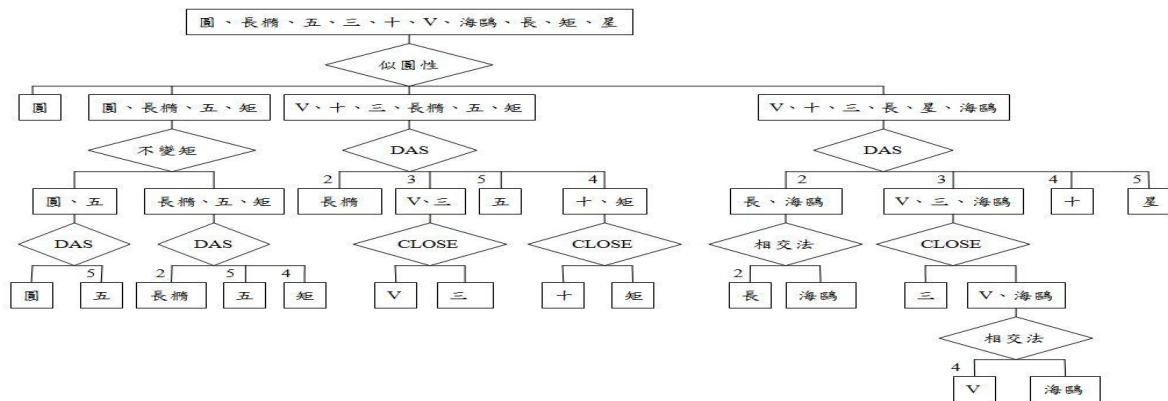 圓、長橢、五、三、十、V、海鷗、長、矩、星
似圓性
圓
圓、長橢、五、矩
V、十、三、長橢、五、矩
V、十、三、長、星、海鷗
不變矩
DAS
DAS
2
3
5
4
2
3
4
5
圓、五
長橢、五、矩
長橢
V、三
五
十、矩
長、海鷗
V、三、海鷗
十
星
DAS
DAS
CLOSE
CLOSE
相交法
CLOSE
5
2
5
4
2
圓
五
長橢
五
矩
V
三
十
矩
長
海鷗
三
V、海鷗
相交法
4
V
海鷗